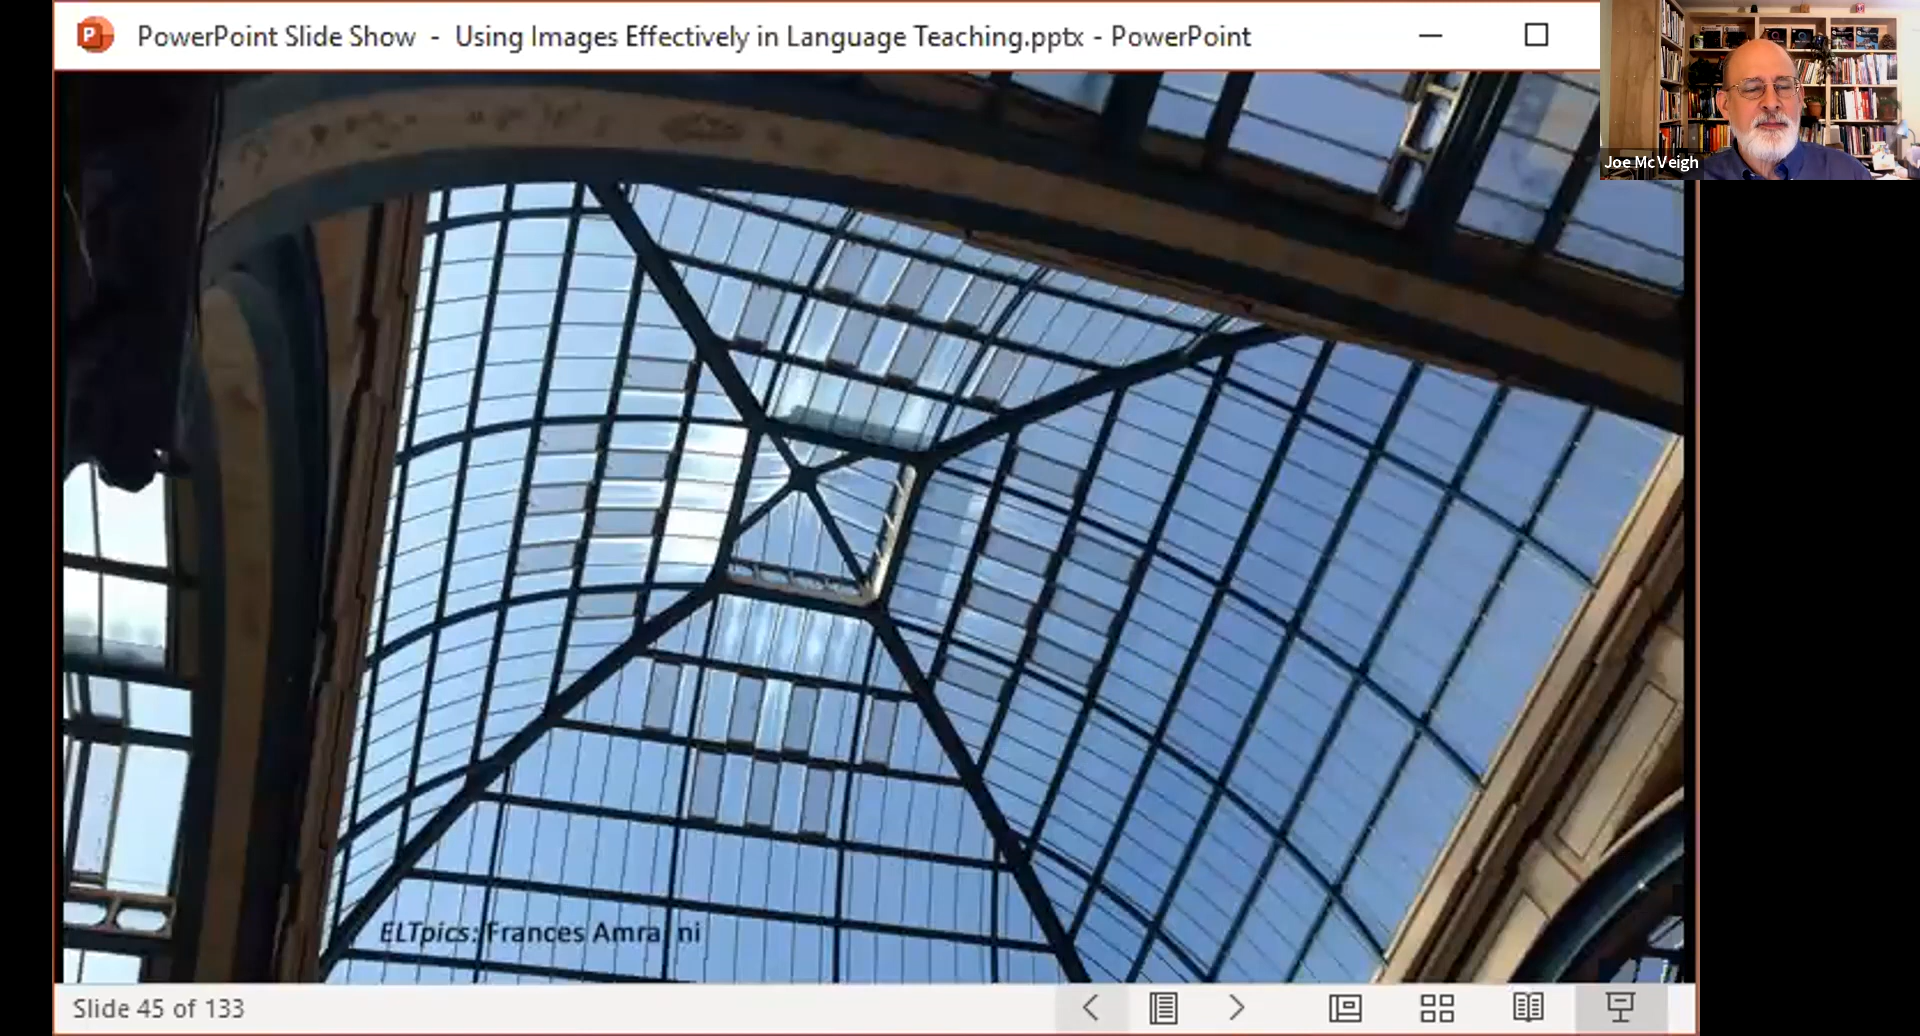 PowerPoint Slide Show - Using Images Effectively in Language Teaching.pptx - PowerPoint
Joe McVeigh
ELTpics: Frances Amra ni
Slide 45 of 133